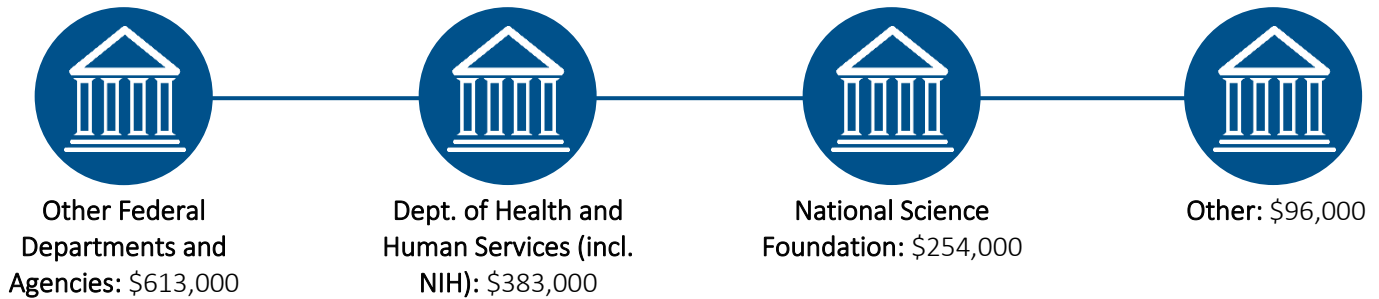 Other Federal
Departments and
Agencies: $613,000
Dept. of Health and
Human Services (incl.
NIH): $383,000
National Science
Foundation: $254,000
Other: $96,000